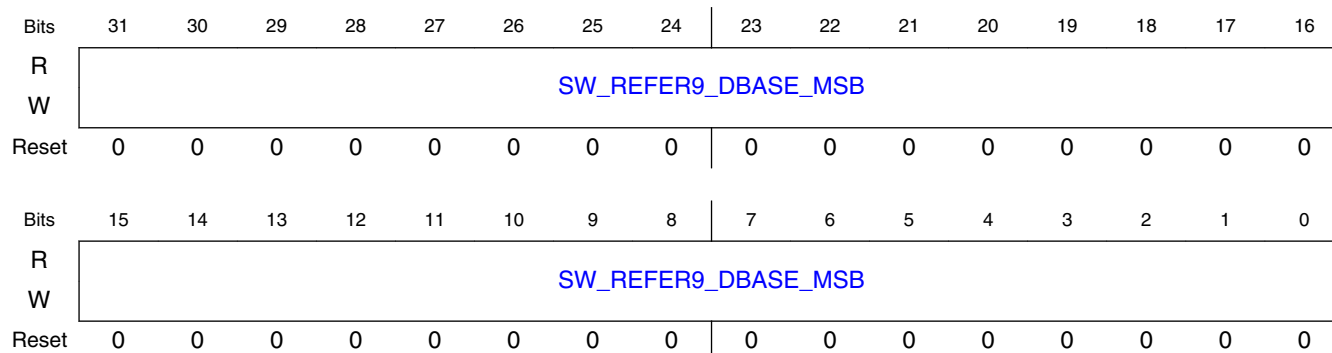 Bits 31 30 29 28 27 26 25 24 23 22 21 20 19 18 17 16
R
SW_REFER9_DBASE_MSB
W
Reset 0 0 0 0 0 0 0 0 0 0 0 0 0 0 0 0
Bits 15 14 13 12 11 10 9 8 7 6 5 4 3 2 1 0
R
SW_REFER9_DBASE_MSB
W
Reset 0 0 0 0 0 0 0 0 0 0 0 0 0 0 0 0